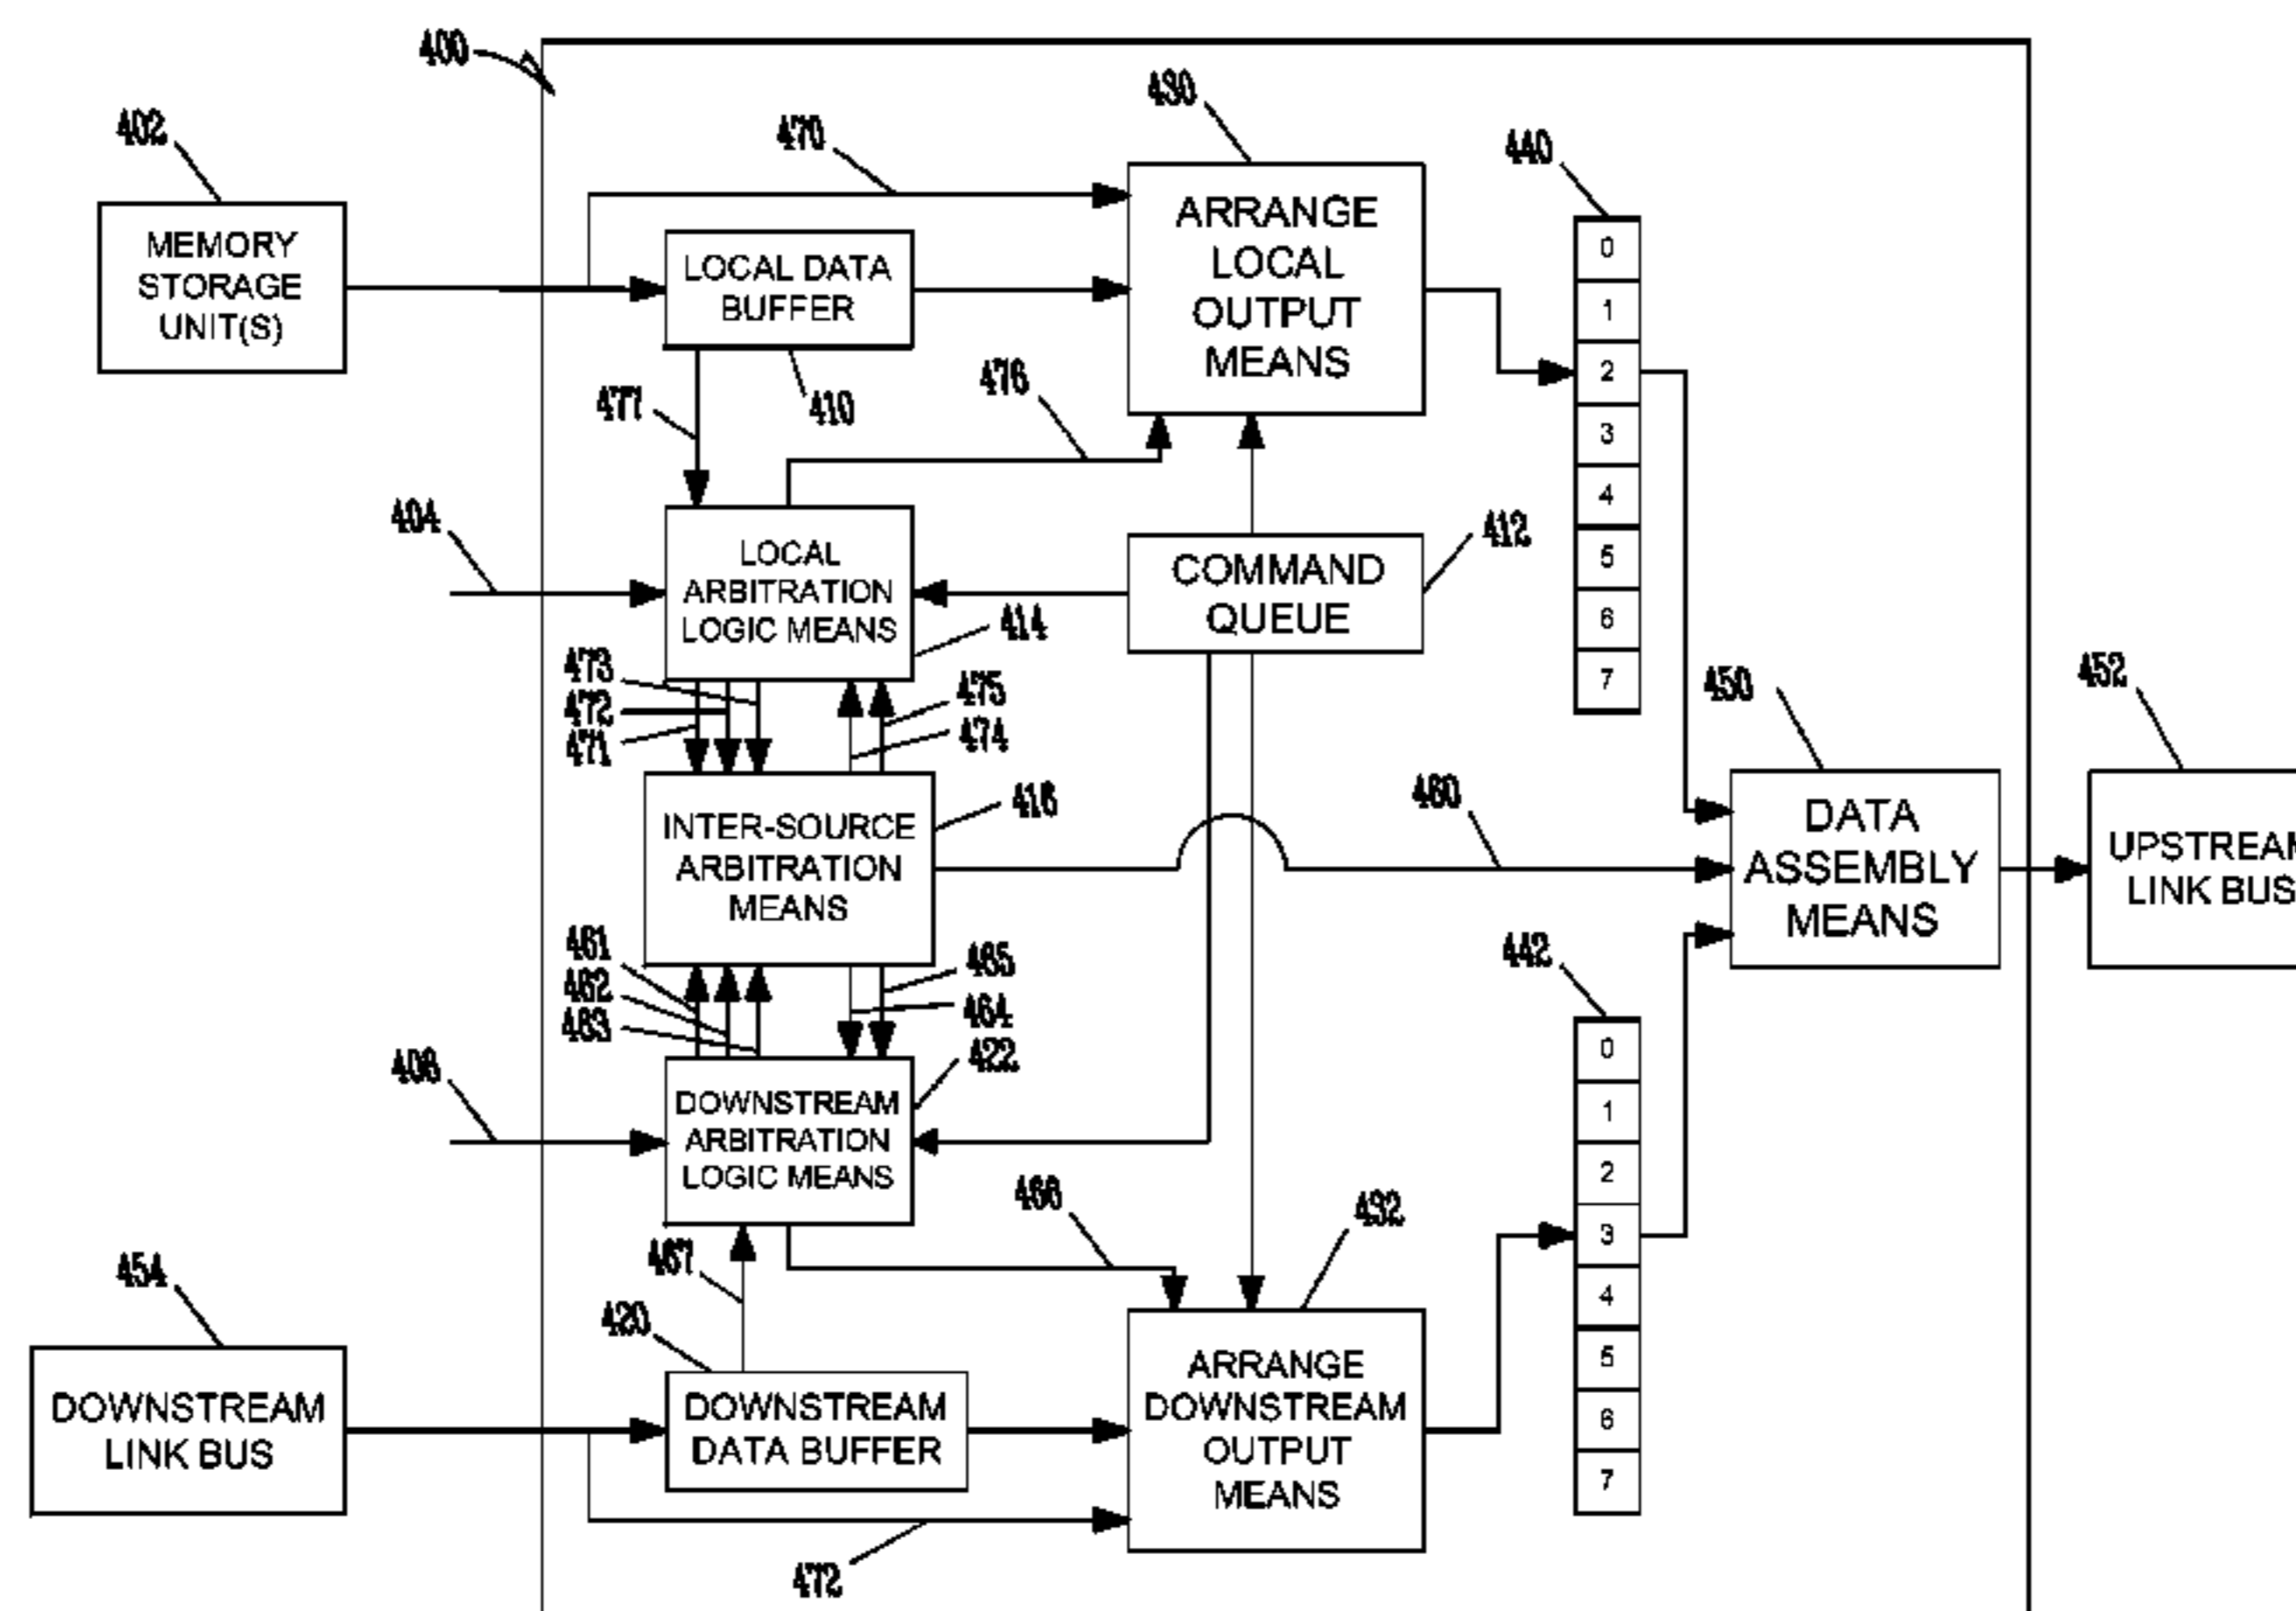 400
402
470
430
440
MEMORY
STORAGE
UNIT(S)
LOCAL DATA
BUFFER
ARRANGE
LOCAL
OUTPUT
MEANS
0
1
2
3
4
5
6
7
477
410
476
404
LOCAL
ARBITRATION
LOGIC MEANS
COMMAND
QUEUE
412
414
473
472
471
475
474
450
452
416
460
INTER-SOURCE
ARBITRATION
MEANS
DATA
ASSEMBLY
MEANS
UPSTREAM
LINK BUS
461
462
463
465
464
442
408
422
DOWNSTREAM
ARBITRATION
LOGIC MEANS
0
1
2
3
4
5
6
7
466
432
467
454
420
DOWNSTREAM
LINK BUS
DOWNSTREAM
DATA BUFFER
ARRANGE
DOWNSTREAM
OUTPUT
MEANS
472